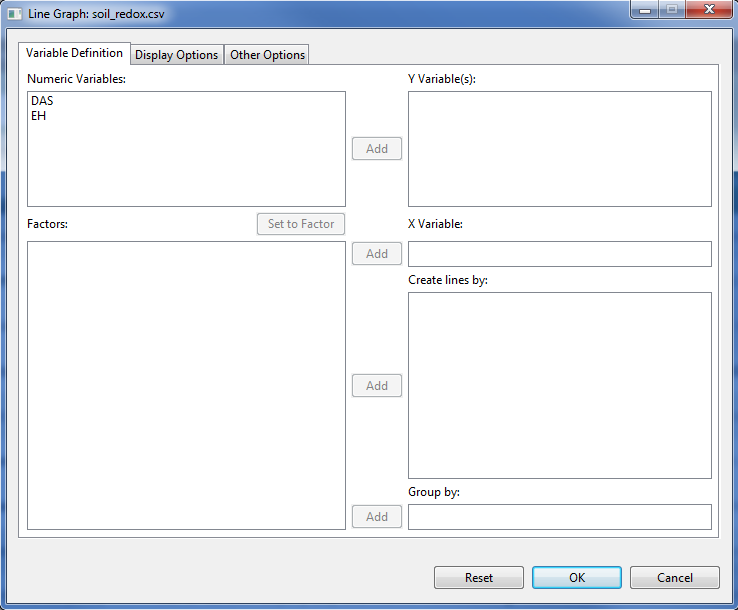 Line Graph: soil_redox.csv
Variable Definition
Display Options
Other Options
Numeric Variables:
DAS
EH
Add
Y Variable(s):
Factors:
Set to Factor
Add
X Variable:
Create lines by:
Add
Group by:
Add
Reset
OK
Cancel